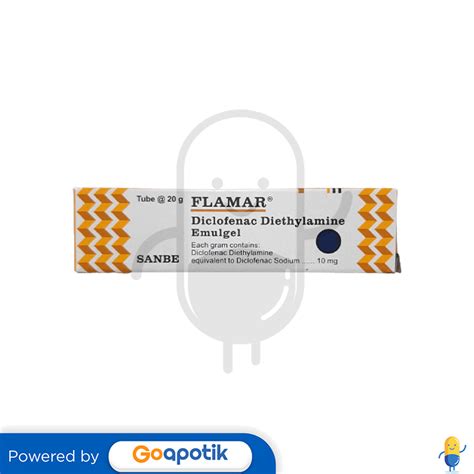 Tube @ 20 g
FLAMAR®
Diclofenac Diethylamine
Emulgel
Each gram contains:
Diclofenac Diethylamine
equivalent to Diclofenac Sodium ...... 10 mg
SANBE
Powered by Goapotik